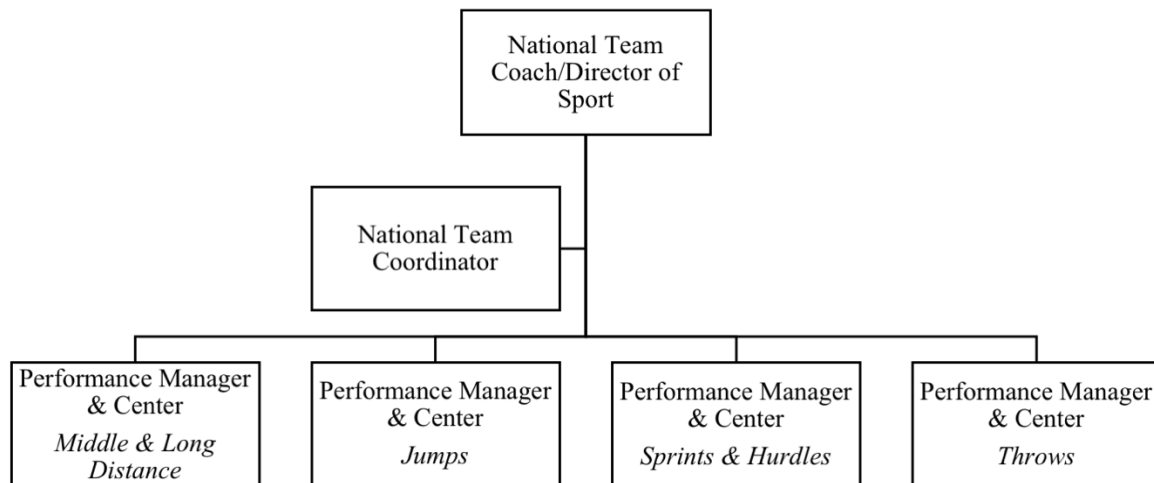 National Team
Coach/Director of
Sport
National Team
Coordinator
Performance Manager
& Center
Middle & Long
Distance
Performance Manager
& Center
Jumps
Performance Manager
& Center
Sprints & Hurdles
Performance Manager
& Center
Throws